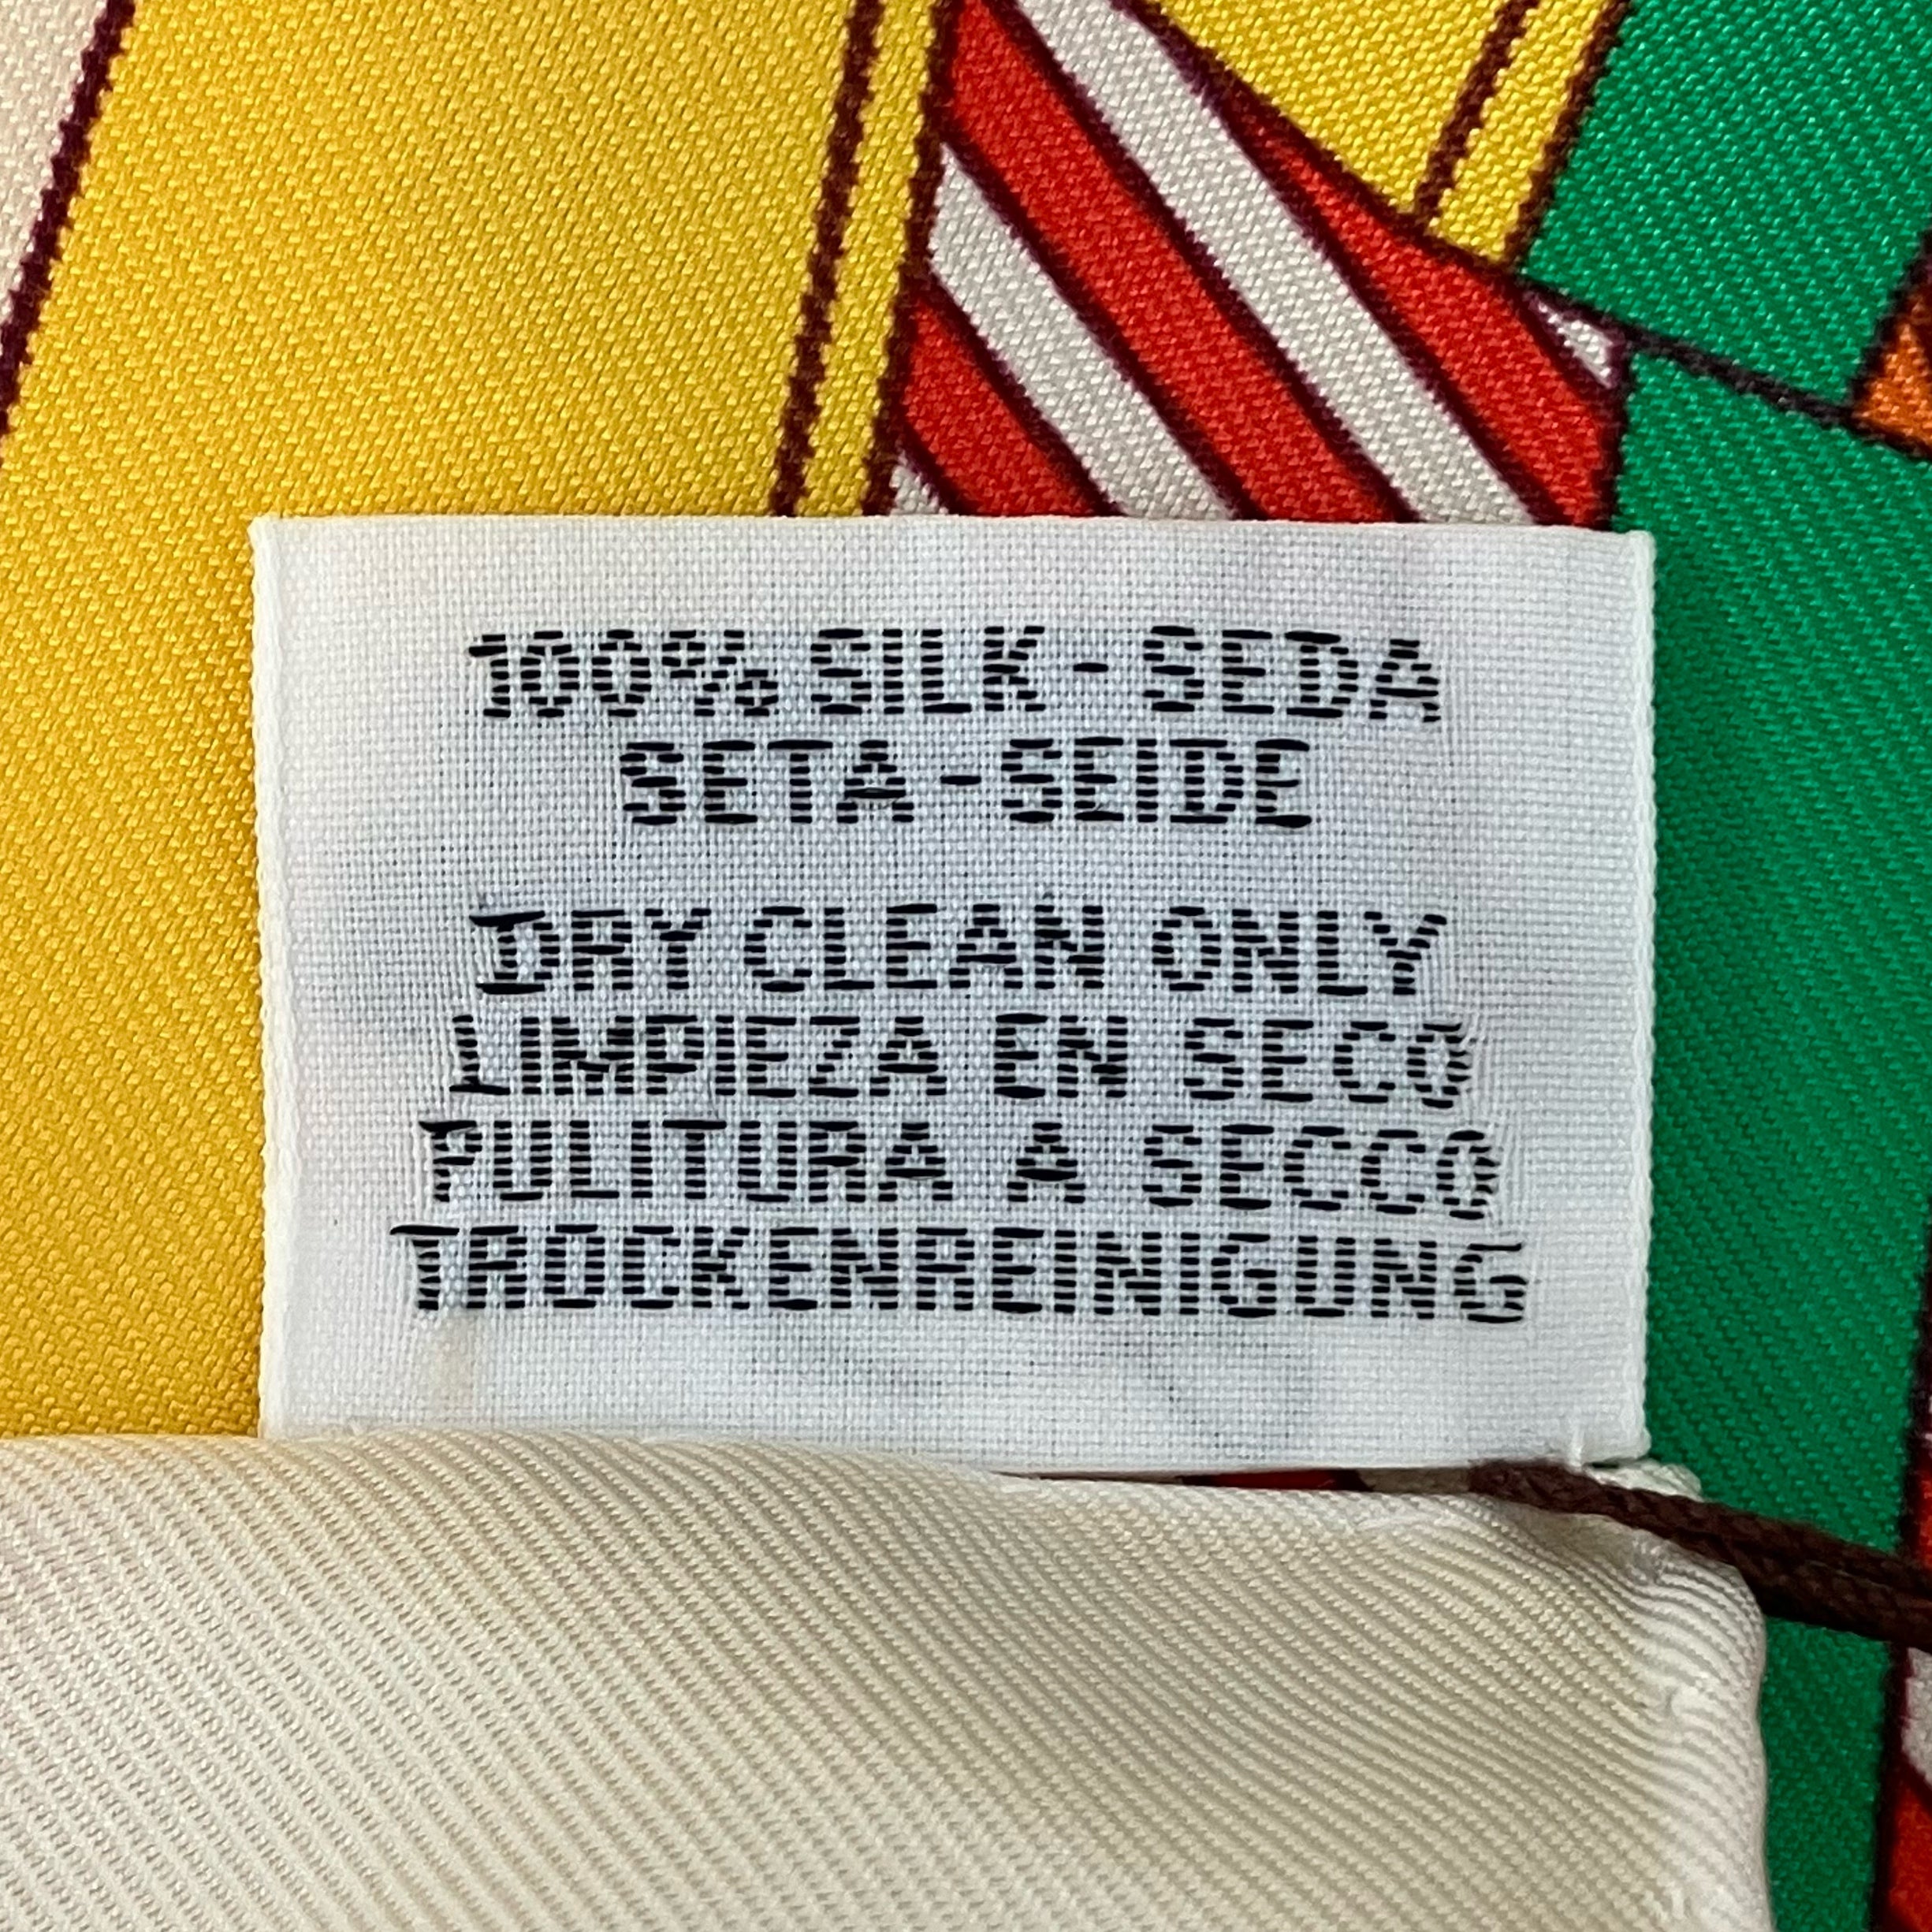 100% SILK - SEDA
SETA - SEIDE
DRY CLEAN ONLY
LIMPIEZA EN SECO
PULITURA A SECCO
TROCKENREINIGUNG